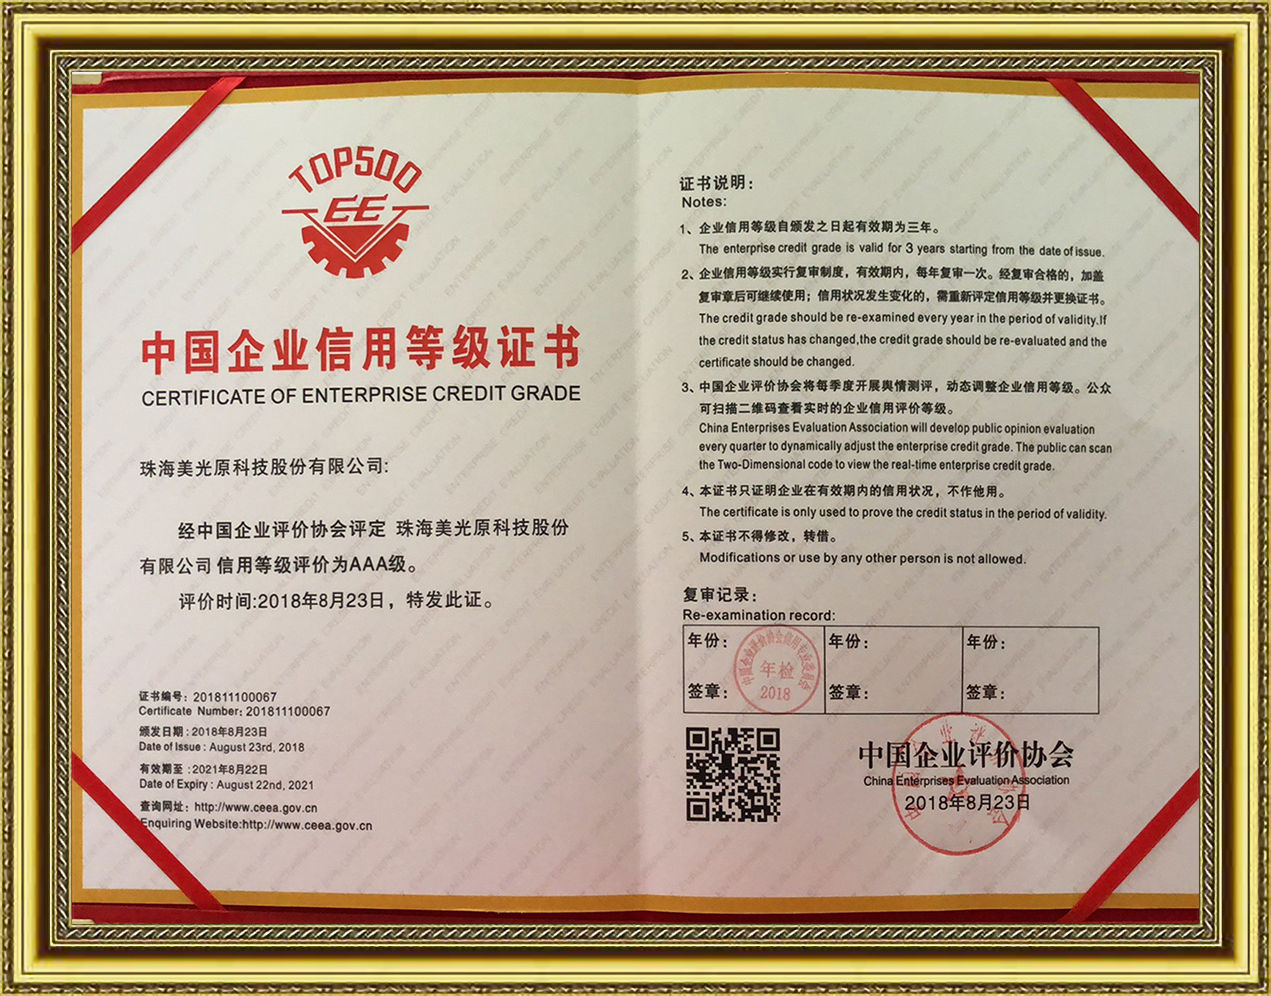 TOP500
EE
中国企业信用等级证书
CERTIFICATE OF ENTERPRISE CREDIT GRADE
珠海美光原科技股份有限公司:
经中国企业评价协会评定 珠海美光原科技股份
有限公司 信用等级评价为AAA级。
评价时间:2018年8月23日，特发此证。
证书编号: 201811100067
Certificate Number: 201811100067
颁发日期 : 2018年8月23日
Date of Issue : August 23rd, 2018
有效期至 : 2021年8月22日
Date of Expiry : August 22nd, 2021
查询网址: http://www.ceea.gov.cn
Enquiring Website:http://www.ceea.gov.cn
证书说明:
Notes:
1、企业信用等级自颁发之日起有效期为三年。
The enterprise credit grade is valid for 3 years starting from the date of issue.
2、企业信用等级实行复审制度，有效期内，每年复审一次。经复审合格的，加盖
复审章后可继续使用；信用状况发生变化的，需重新评定信用等级并更换证书。
The credit grade should be re-examined every year in the period of validity.If
the credit status has changed,the credit grade should be re-evaluated and the
certificate should be changed.
3、中国企业评价协会将每季度开展舆情测评，动态调整企业信用等级。公众
可扫描二维码查看实时的企业信用评价等级。
China Enterprises Evaluation Association will develop public opinion evaluation
every quarter to dynamically adjust the enterprise credit grade. The public can scan
the Two-Dimensional code to view the real-time enterprise credit grade.
4、本证书只证明企业在有效期内的信用状况，不作他用。
The certificate is only used to prove the credit status in the period of validity.
5、本证书不得修改，转借。
Modifications or use by any other person is not allowed.
复审记录:
Re-examination record:
年份: 年份: 年份:
中国企业评价协会信用专业委员会
年检
2018
签章: 签章: 签章:
中国企业评价协会
China Enterprises Evaluation Association
2018年8月23日